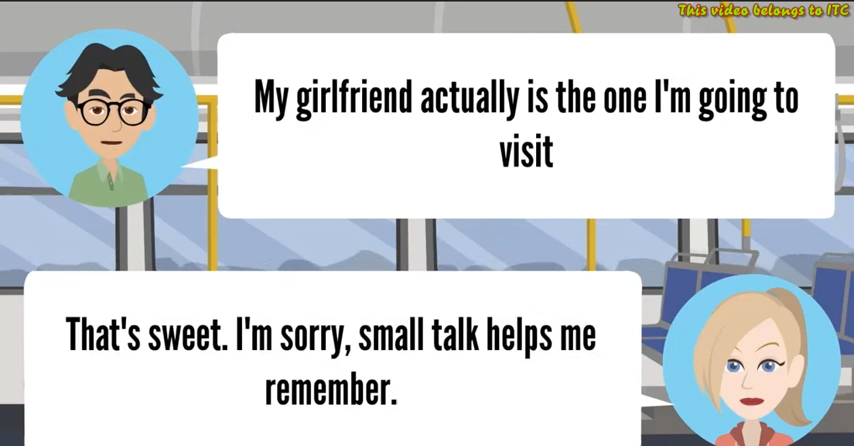 This video belongs to ITC
My girlfriend actually is the one I'm going to
visit
That's sweet. I'm sorry, small talk helps me
remember.